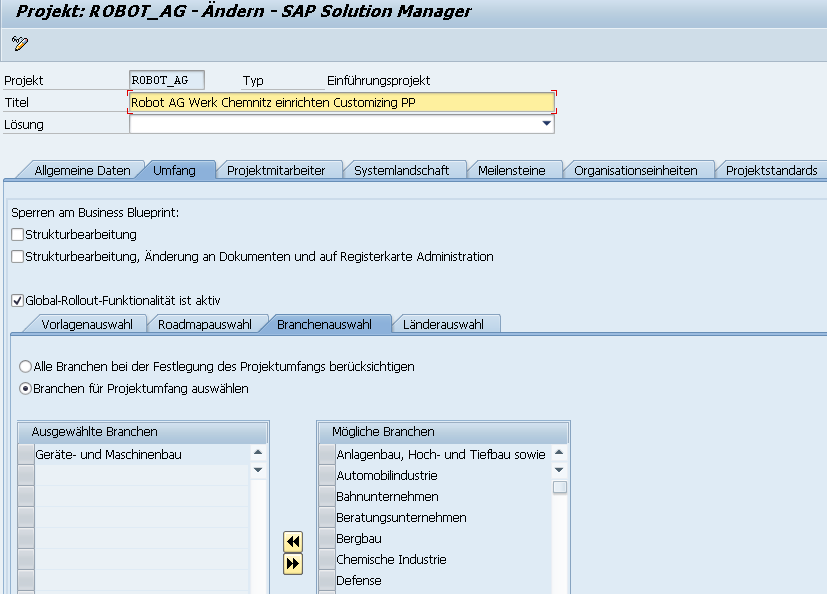 Projekt: ROBOT_AG - Ändern - SAP Solution Manager
Projekt ROBOT_AG Typ Einführungsprojekt
Titel Robot AG Werk Chemnitz einrichten Customizing PP
Lösung
Allgemeine Daten Umfang Projektmitarbeiter Systemlandschaft Meilensteine Organisationseinheiten Projektstandards
Sperren am Business Blueprint:
Strukturbearbeitung
Strukturbearbeitung, Änderung an Dokumenten und auf Registerkarte Administration
Global-Rollout-Funktionalität ist aktiv
Vorlagenauswahl Roadmapauswahl Branchenauswahl Länderauswahl
Alle Branchen bei der Festlegung des Projektumfangs berücksichtigen
Branchen für Projektumfang auswählen
Ausgewählte Branchen
Geräte- und Maschinenbau
Mögliche Branchen
Anlagenbau, Hoch- und Tiefbau sowie
Automobilindustrie
Bahnunternehmen
Beratungsunternehmen
Bergbau
Chemische Industrie
Defense